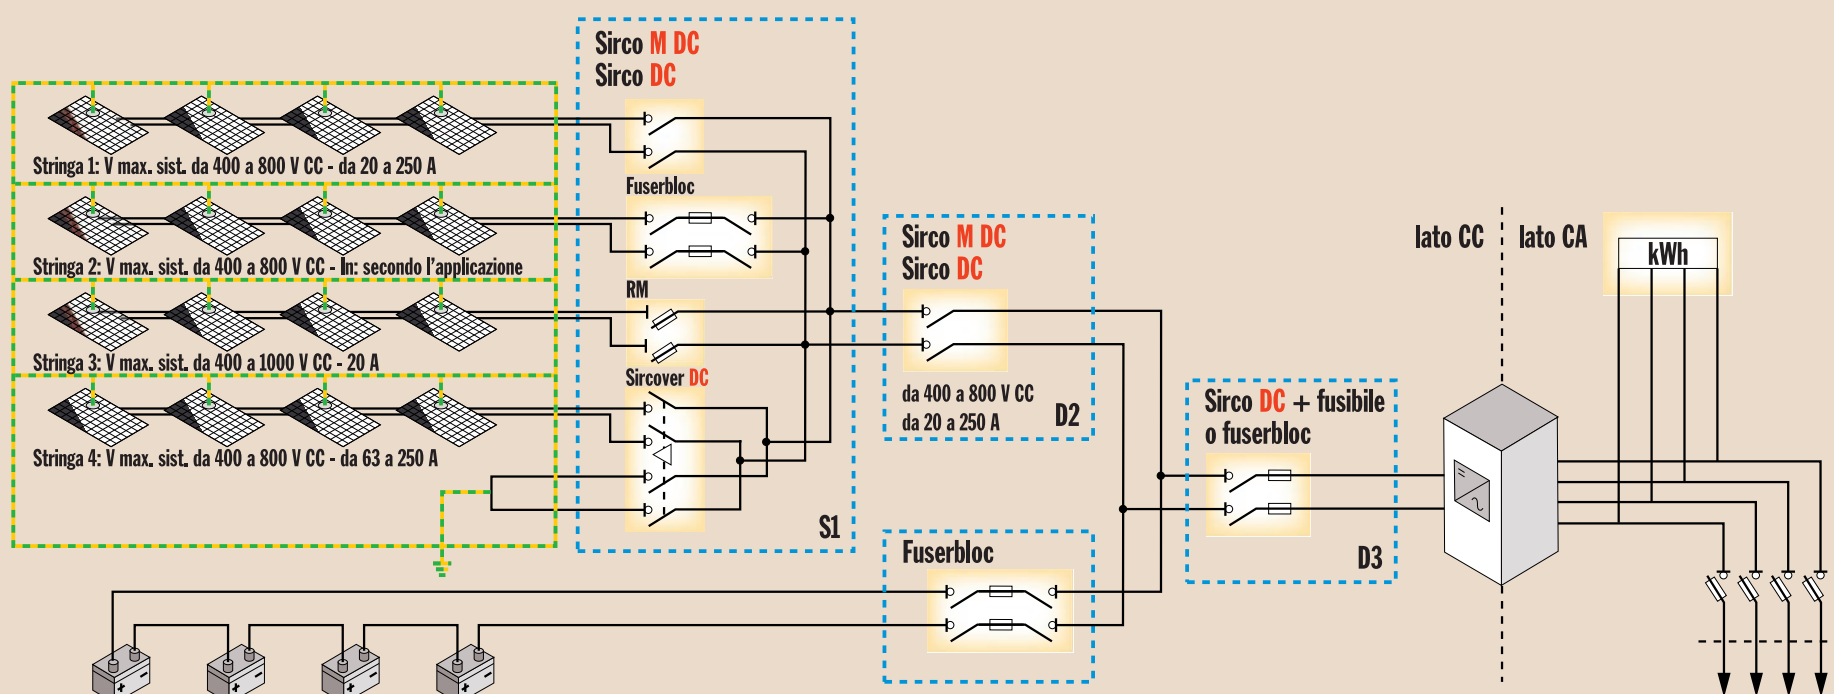 Sirco M DC
Sirco DC
Stringa 1: V max. sist. da 400 a 800 V CC - da 20 a 250 A
Fuserbloc
Stringa 2: V max. sist. da 400 a 800 V CC - In: secondo l'applicazione
RM
Stringa 3: V max. sist. da 400 a 1000 V CC - 20 A
Sircover DC
Stringa 4: V max. sist. da 400 a 800 V CC - da 63 a 250 A
S1
Sirco M DC
Sirco DC
da 400 a 800 V CC
da 20 a 250 A
D2
Fuserbloc
Sirco DC + fusibile
o fuserbloc
D3
lato CC
lato CA
kWh